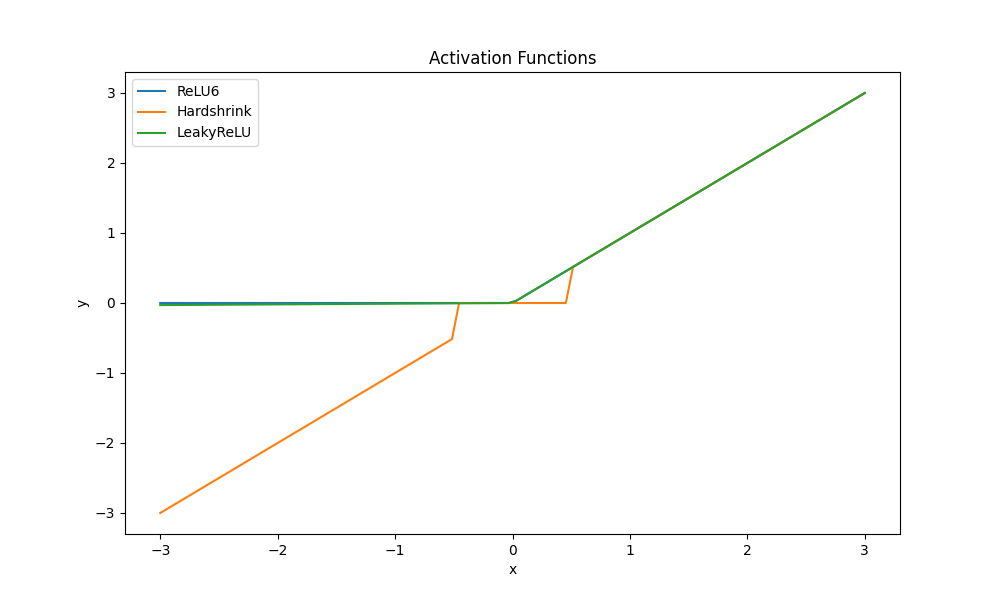 Activation Functions
ReLU6
Hardshrink
LeakyReLU
y
3
2
1
0
−1
−2
−3
−3 −2 −1 0 1 2 3
x